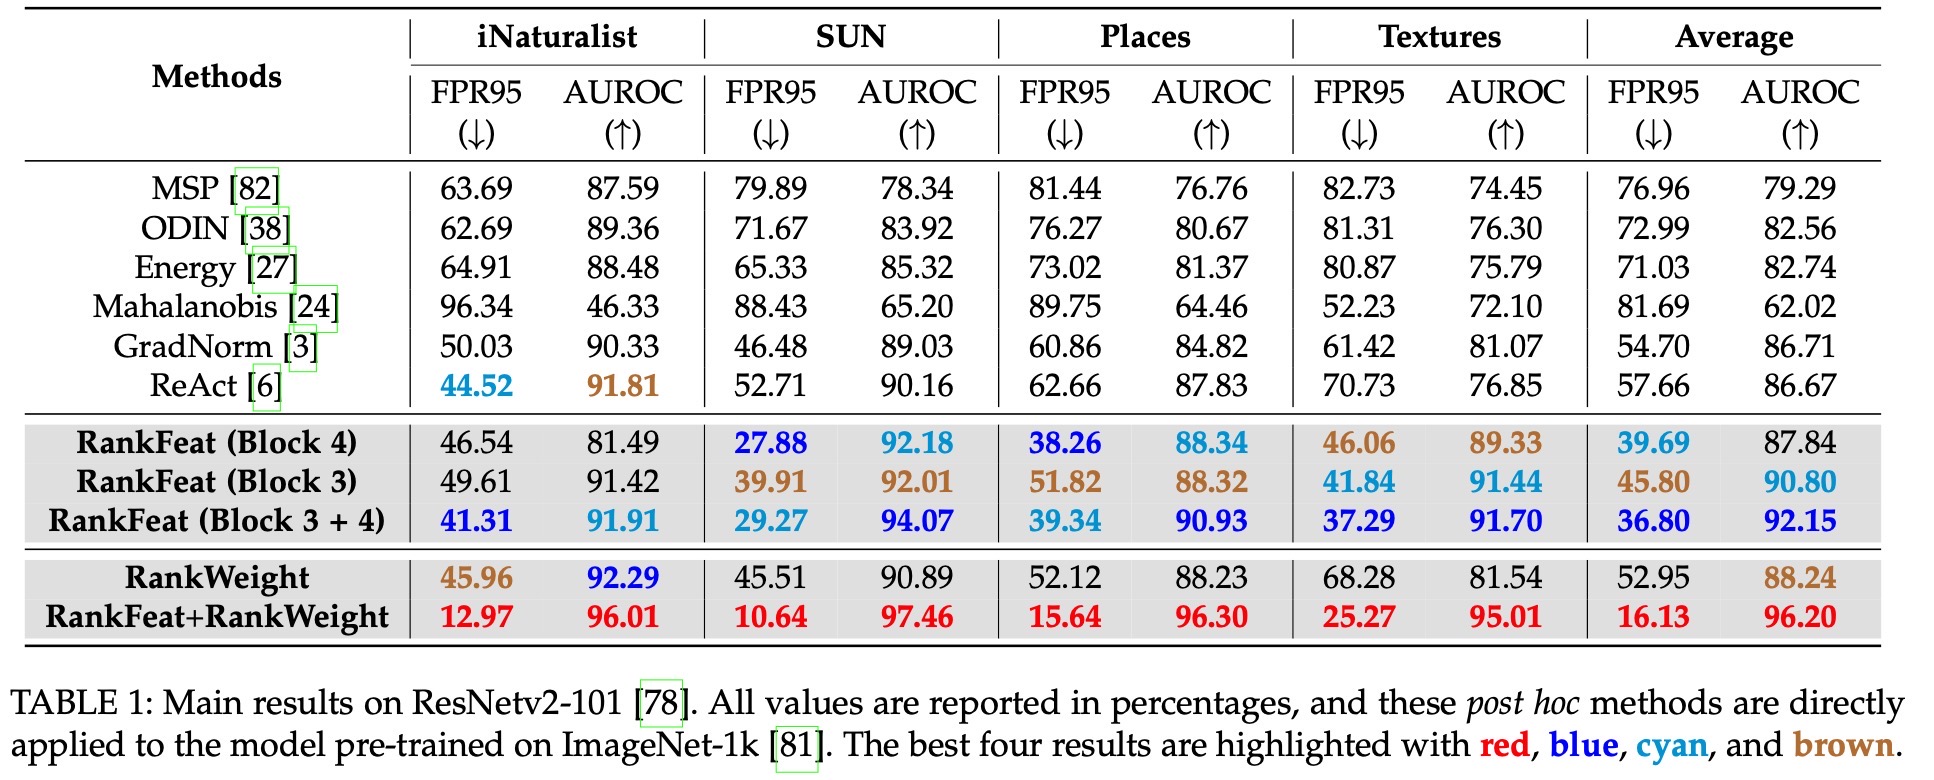 Methods iNaturalist SUN Places Textures Average
FPR95 AUROC FPR95 AUROC FPR95 AUROC FPR95 AUROC FPR95 AUROC
(↓) (↑) (↓) (↑) (↓) (↑) (↓) (↑) (↓) (↑)
MSP [82] 63.69 87.59 79.89 78.34 81.44 76.76 82.73 74.45 76.96 79.29
ODIN [38] 62.69 89.36 71.67 83.92 76.27 80.67 81.31 76.30 72.99 82.56
Energy [27] 64.91 88.48 65.33 85.32 73.02 81.37 80.87 75.79 71.03 82.74
Mahalanobis [24] 96.34 46.33 88.43 65.20 89.75 64.46 52.23 72.10 81.69 62.02
GradNorm [3] 50.03 90.33 46.48 89.03 60.86 84.82 61.42 81.07 54.70 86.71
ReAct [6] 44.52 91.81 52.71 90.16 62.66 87.83 70.73 76.85 57.66 86.67
RankFeat (Block 4) 46.54 81.49 27.88 92.18 38.26 88.34 46.06 89.33 39.69 87.84
RankFeat (Block 3) 49.61 91.42 39.91 92.01 51.82 88.32 41.84 91.44 45.80 90.80
RankFeat (Block 3 + 4) 41.31 91.91 29.27 94.07 39.34 90.93 37.29 91.70 36.80 92.15
RankWeight 45.96 92.29 45.51 90.89 52.12 88.23 68.28 81.54 52.95 88.24
RankFeat+RankWeight 12.97 96.01 10.64 97.46 15.64 96.30 25.27 95.01 16.13 96.20
TABLE 1: Main results on ResNetv2-101 [78]. All values are reported in percentages, and these post hoc methods are directly
applied to the model pre-trained on ImageNet-1k [81]. The best four results are highlighted with red, blue, cyan, and brown.